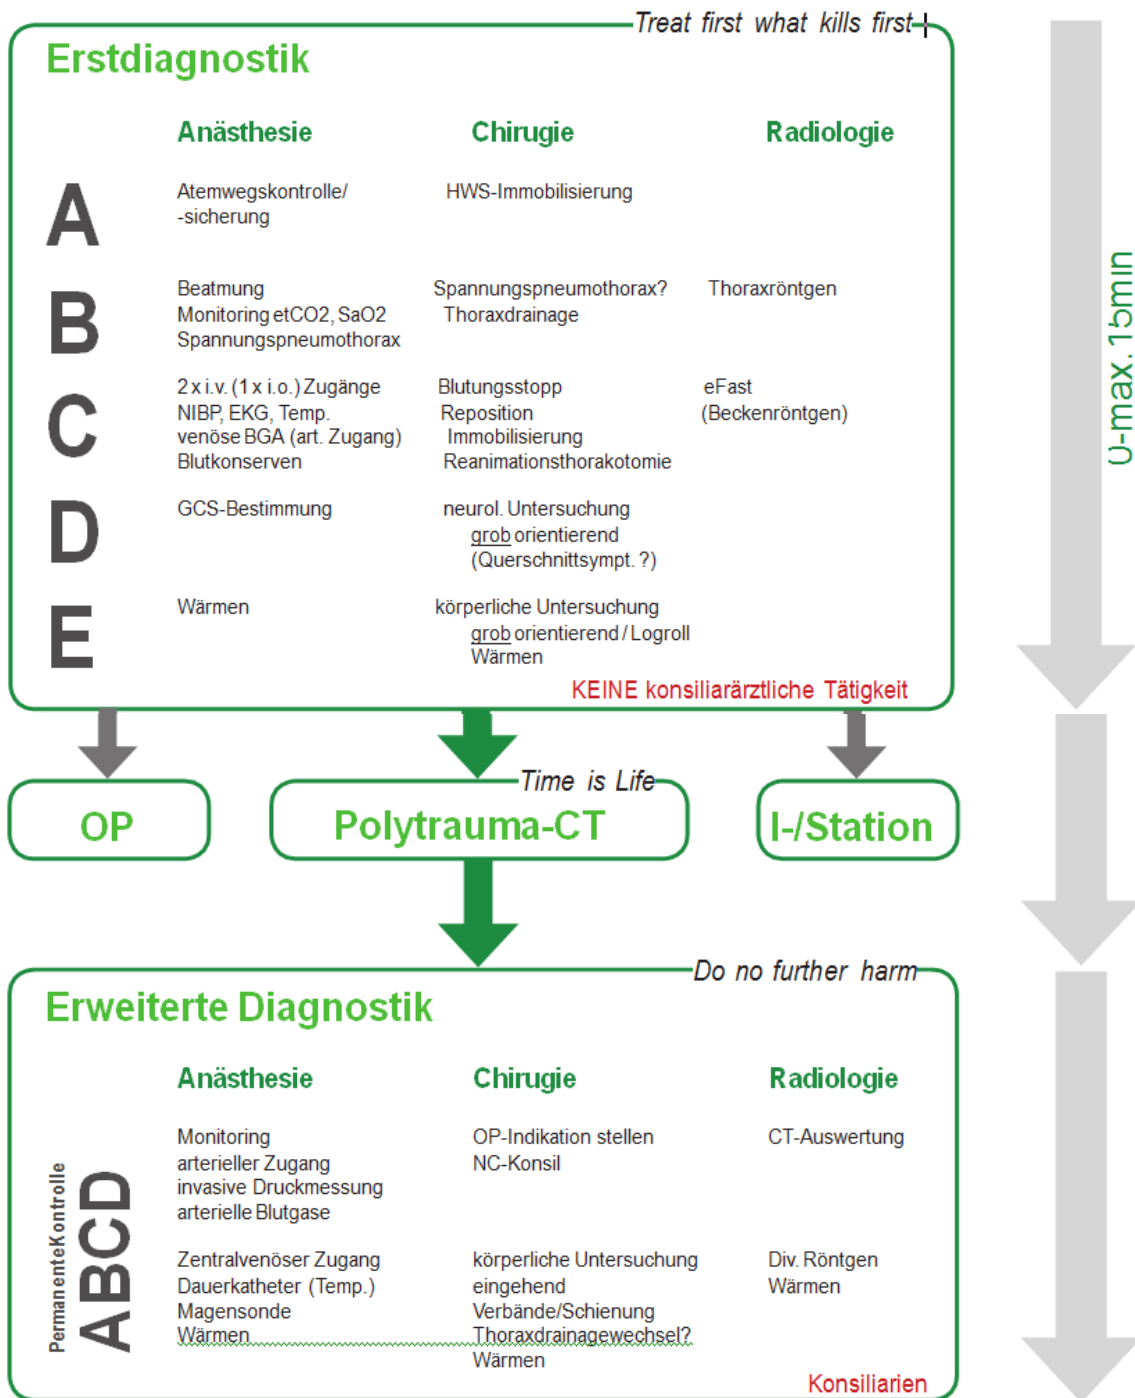 Treat first what kills first
Erstdiagnostik
Anästhesie Chirugie Radiologie
A
Atemwegskontrolle/ HWS-Immobilisierung
-sicherung
B
Beatmung Spannungspneumothorax? Thoraxröntgen
Monitoring etCO2, SaO2 Thoraxdrainage
Spannungspneumothorax
C
2 x i.v. (1 x i.o.) Zugänge Blutungsstopp eFast
NIBP, EKG, Temp. Reposition (Beckenröntgen)
venöse BGA (art. Zugang) Immobilisierung
Blutkonserven Reanimationsthorakotomie
D
GCS-Bestimmung neurol. Untersuchung
grob orientierend
(Querschnittsympt. ?)
E
Wärmen körperliche Untersuchung
grob orientierend / Logroll
Wärmen
KEINE konsiliarärztliche Tätigkeit
0-max. 15min
OP
Time is Life
Polytrauma-CT
I-/Station
Do no further harm
Erweiterte Diagnostik
Anästhesie Chirugie Radiologie
PermanenteKontrolle
ABCD
Monitoring OP-Indikation stellen CT-Auswertung
arterieller Zugang NC-Konsil
invasive Druckmessung
arterielle Blutgase
Zentralvenöser Zugang körperliche Untersuchung Div. Röntgen
Dauerkatheter (Temp.) eingehend Wärmen
Magensonde Verbände/Schienung
Wärmen Thoraxdrainagewechsel?
Wärmen
Konsiliarien